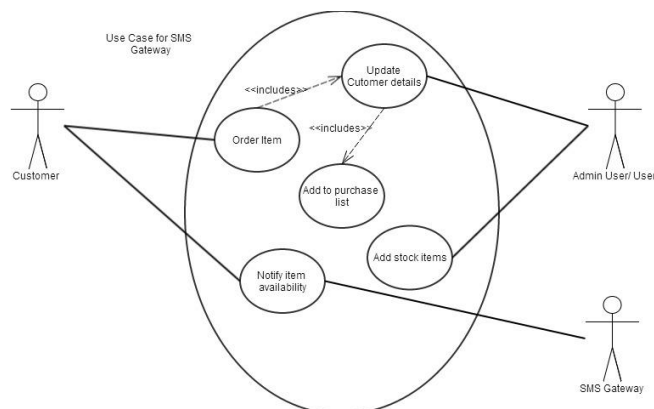 Use Case for SMS
Gateway
Update
Cutomer details
<<includes>>
Order Item
<<includes>>
Customer
Admin User/ User
Add to purchase
list
Add stock items
Notify item
availability
SMS Gateway